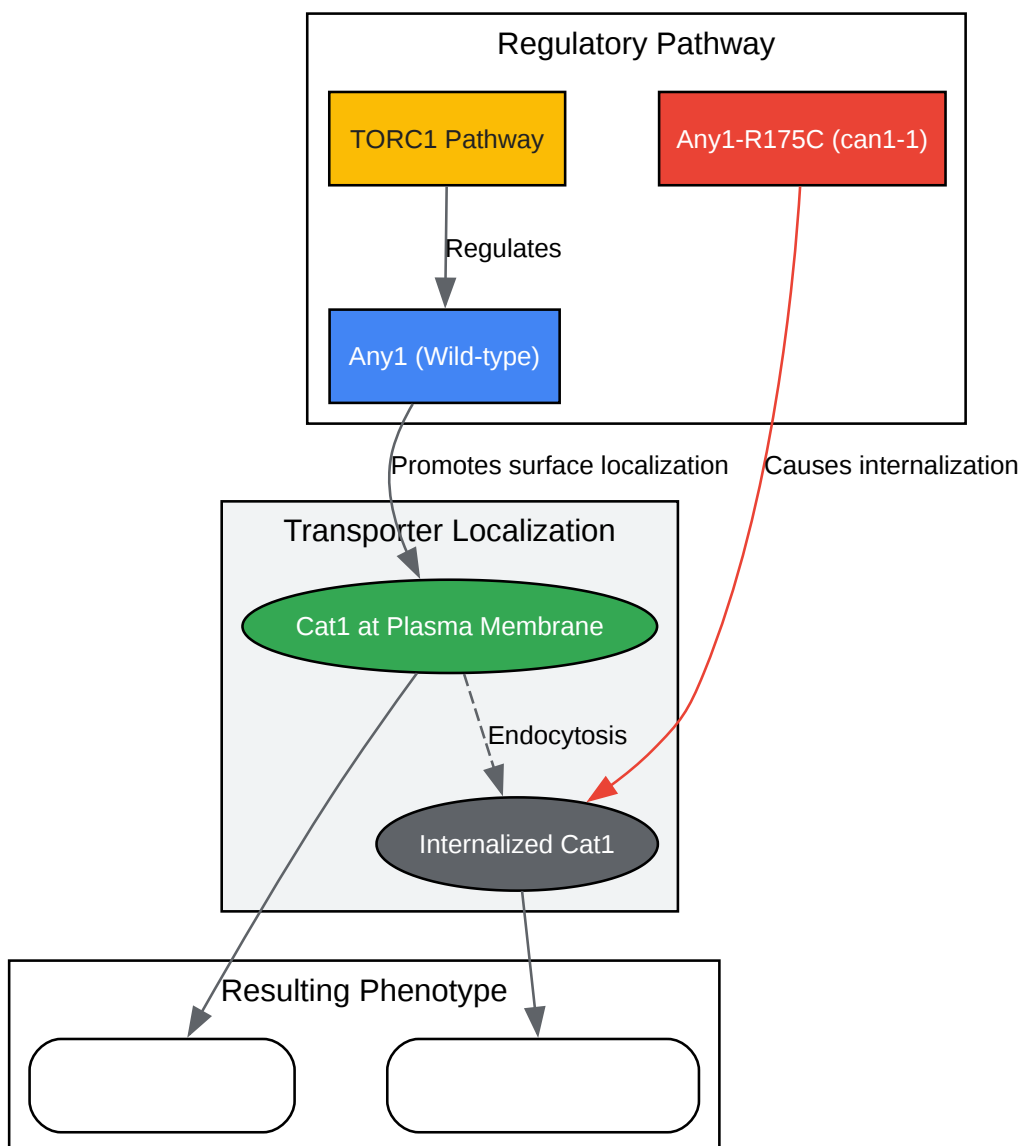 Regulatory Pathway
TORC1 Pathway
Any1-R175C (can1-1)
Regulates
Any1 (Wild-type)
Promotes surface localization
Causes internalization
Transporter Localization
Cat1 at Plasma Membrane
Endocytosis
Internalized Cat1
Resulting Phenotype